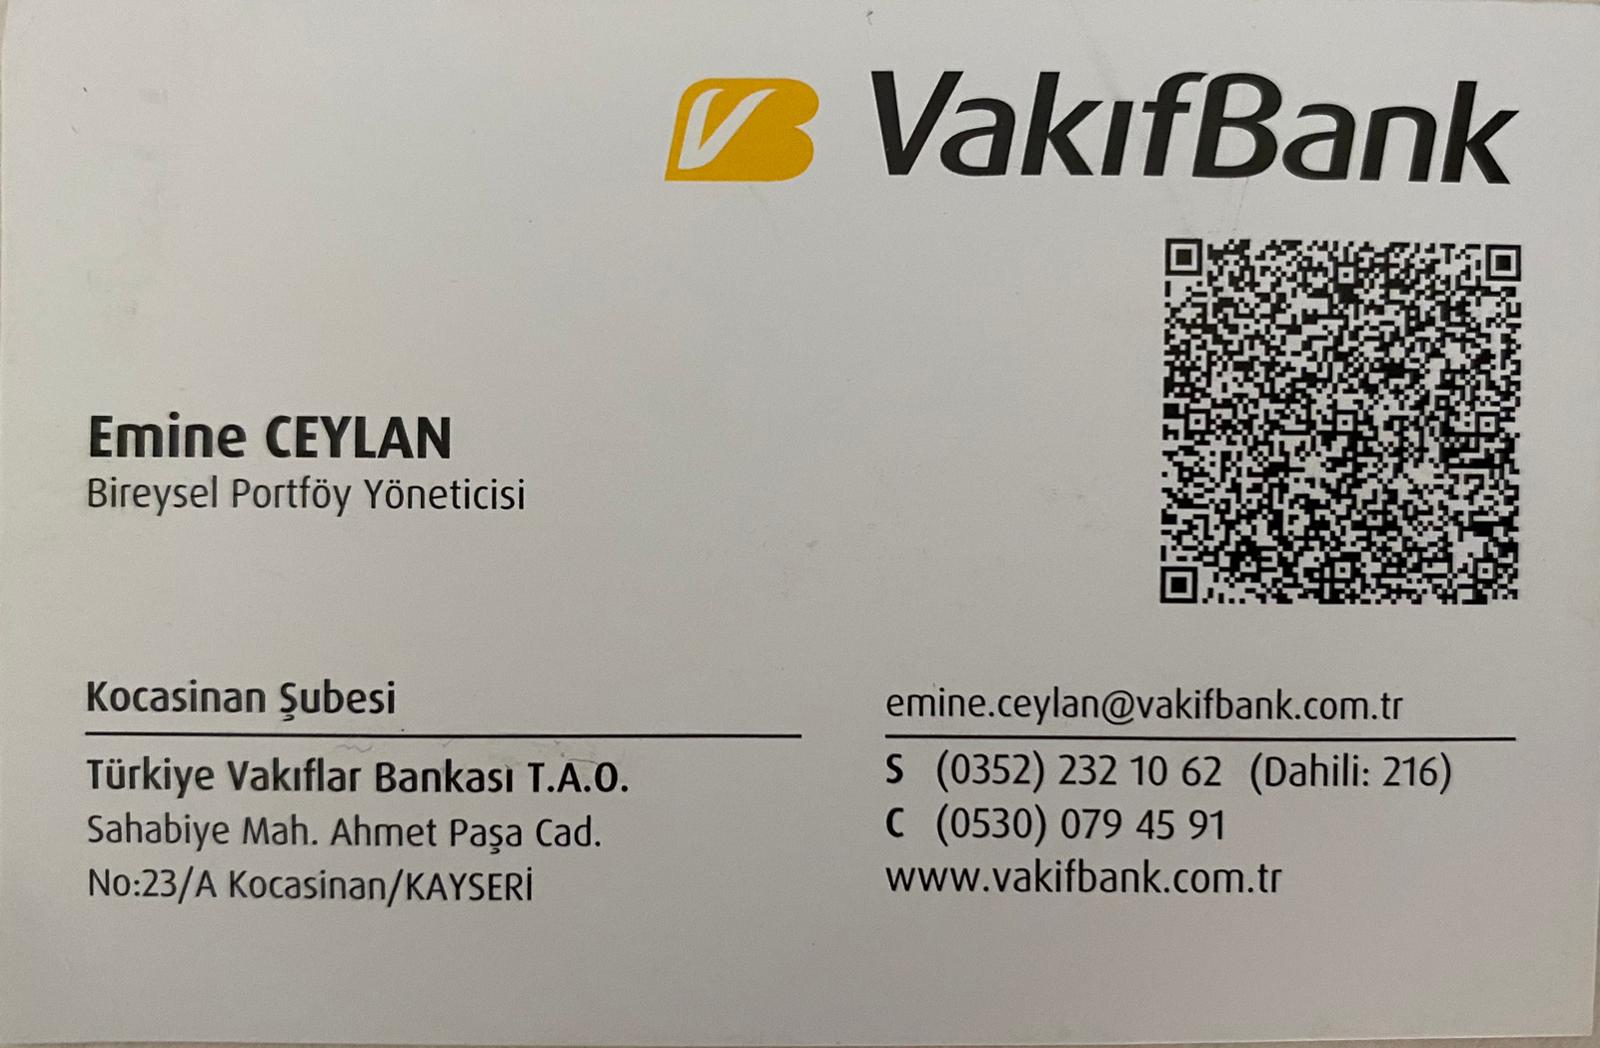 VakıfBank
Emine CEYLAN
Bireysel Portföy Yöneticisi
Kocasinan Şubesi
Türkiye Vakıflar Bankası T.A.O.
Sahabiye Mah. Ahmet Paşa Cad.
No:23/A Kocasinan/KAYSERİ
emine.ceylan@vakifbank.com.tr
S (0352) 232 10 62 (Dahili: 216)
C (0530) 079 45 91
www.vakifbank.com.tr